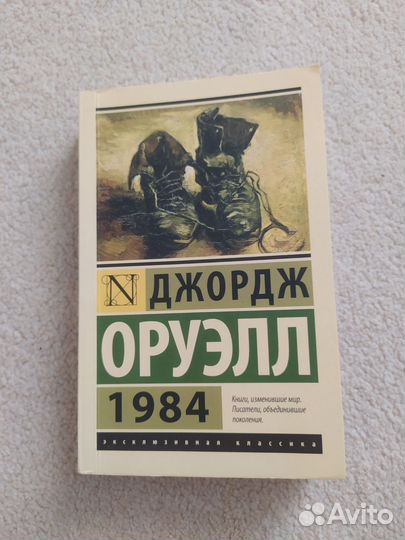 N
ДЖОРДЖ
ОРУЭЛЛ
1984
Книги, изменившие мир.
Писатели, объединившие
поколения.
эксклюзивная классика
Avito